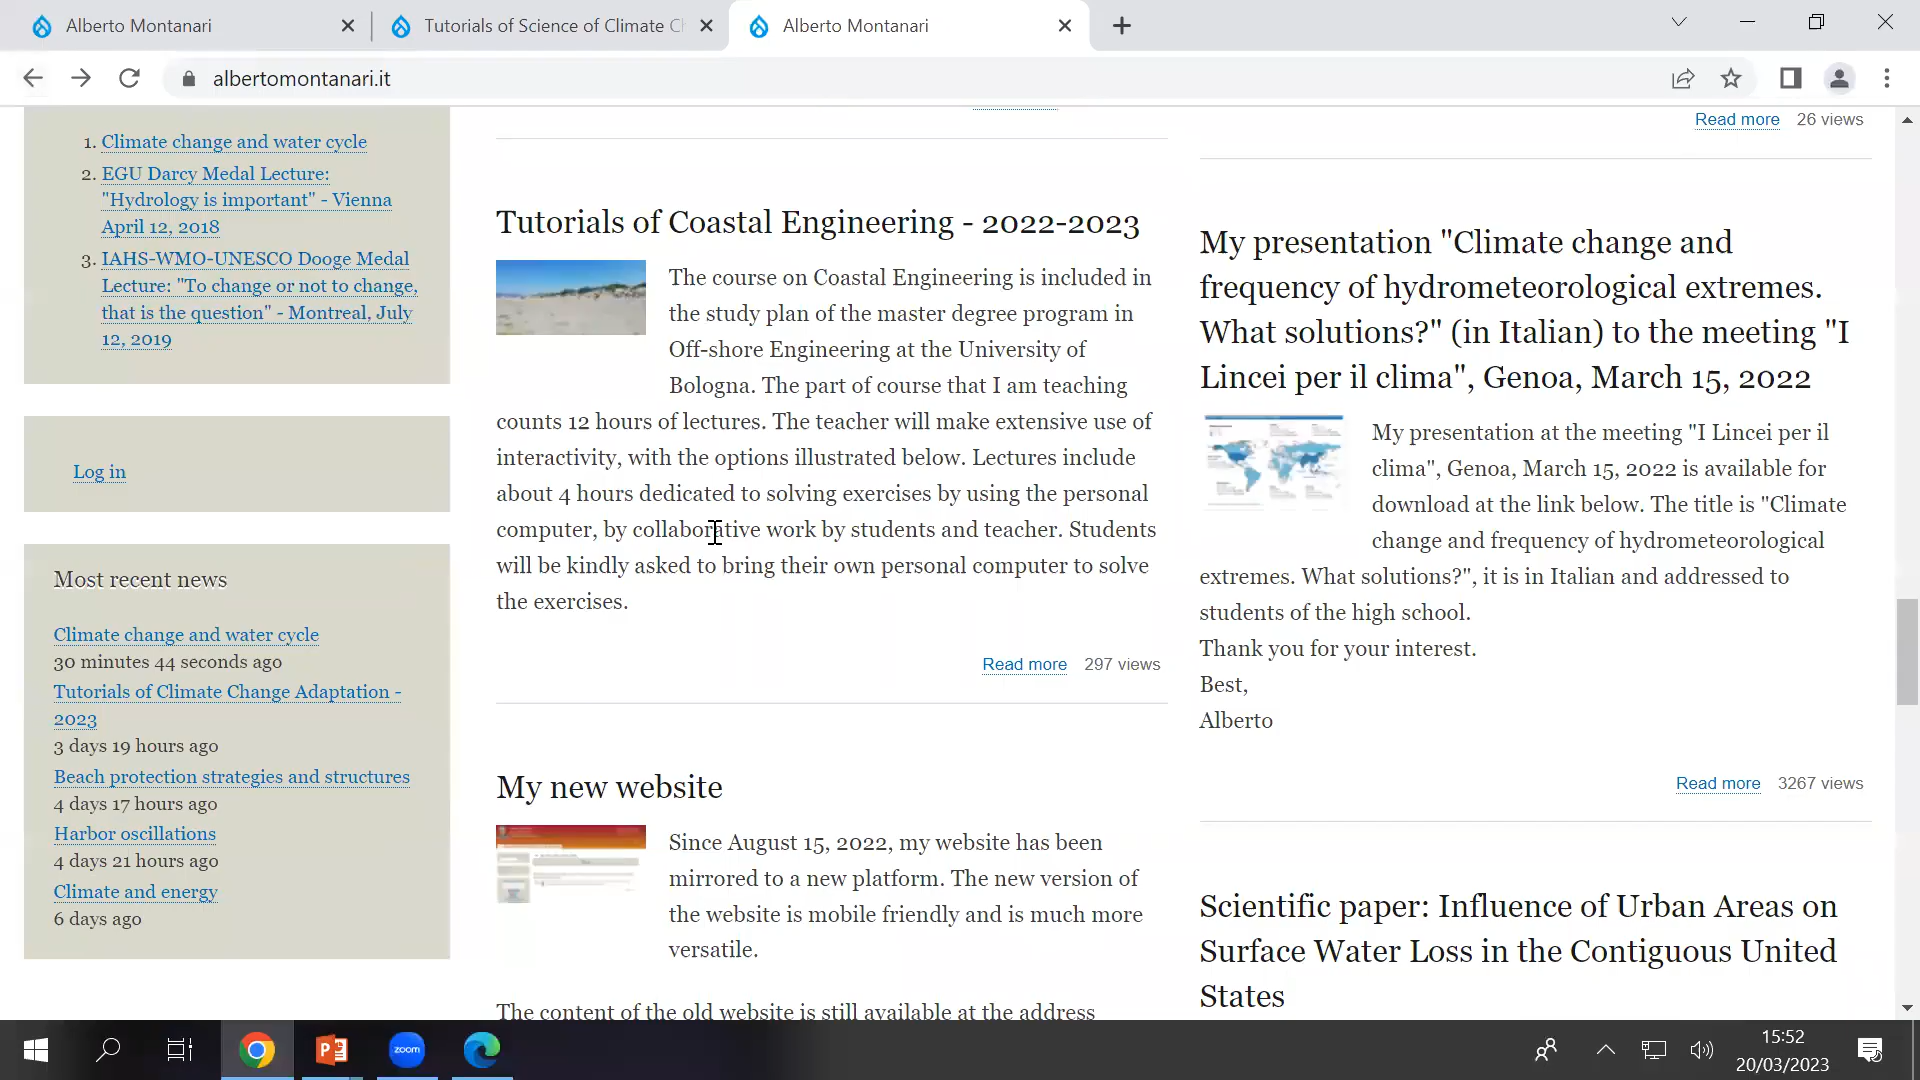 Alberto Montanari
Tutorials of Science of Climate C
Alberto Montanari
albertomontanari.it
1. Climate change and water cycle
2. EGU Darcy Medal Lecture:
"Hydrology is important" - Vienna
April 12, 2018
3. IAHS-WMO-UNESCO Dooge Medal
Lecture: "To change or not to change,
that is the question" - Montreal, July
12, 2019
Log in
Most recent news
Climate change and water cycle
30 minutes 44 seconds ago
Tutorials of Climate Change Adaptation -
2023
3 days 19 hours ago
Beach protection strategies and structures
4 days 17 hours ago
Harbor oscillations
4 days 21 hours ago
Climate and energy
6 days ago
Tutorials of Coastal Engineering - 2022-2023
The course on Coastal Engineering is included in
the study plan of the master degree program in
Off-shore Engineering at the University of
Bologna. The part of course that I am teaching
counts 12 hours of lectures. The teacher will make extensive use of
interactivity, with the options illustrated below. Lectures include
about 4 hours dedicated to solving exercises by using the personal
computer, by collaborative work by students and teacher. Students
will be kindly asked to bring their own personal computer to solve
the exercises.
Read more 297 views
My new website
Since August 15, 2022, my website has been
mirrored to a new platform. The new version of
the website is mobile friendly and is much more
versatile.
The content of the old website is still available at the address
Read more 26 views
My presentation "Climate change and
frequency of hydrometeorological extremes.
What solutions?" (in Italian) to the meeting "I
Lincei per il clima", Genoa, March 15, 2022
My presentation at the meeting "I Lincei per il
clima", Genoa, March 15, 2022 is available for
download at the link below. The title is "Climate
change and frequency of hydrometeorological
extremes. What solutions?", it is in Italian and addressed to
students of the high school.
Thank you for your interest.
Best,
Alberto
Read more 3267 views
Scientific paper: Influence of Urban Areas on
Surface Water Loss in the Contiguous United
States
zoom
15:52
20/03/2023